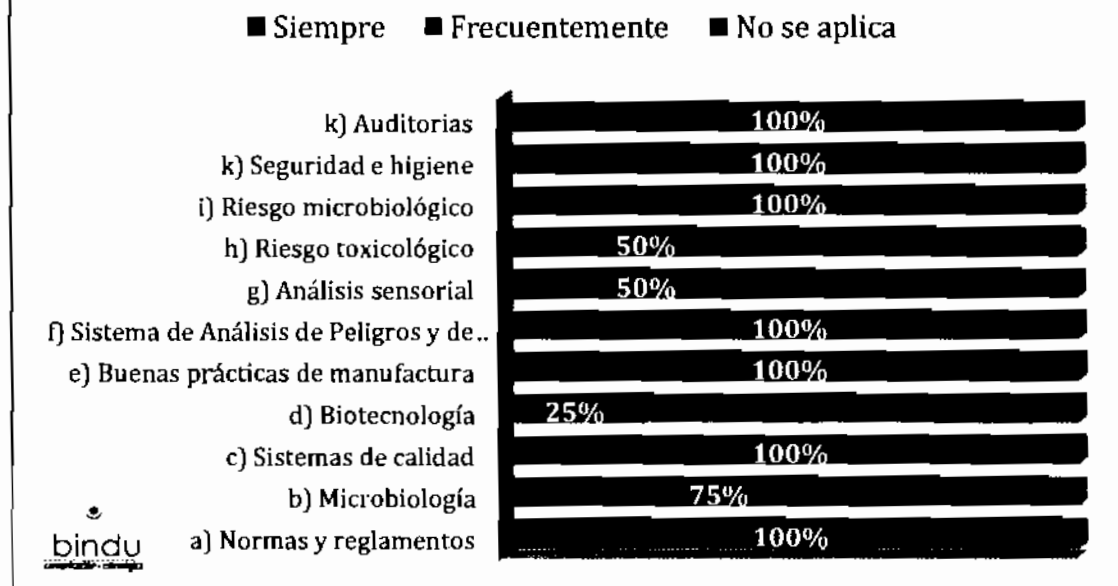 ■ Siempre ■ Frecuentemente ■ No se aplica
k) Auditorias 100%
k) Seguridad e higiene 100%
i) Riesgo microbiológico 100%
h) Riesgo toxicológico 50%
g) Análisis sensorial 50%
f) Sistema de Análisis de Peligros y de.. 100%
e) Buenas prácticas de manufactura 100%
d) Biotecnología 25%
c) Sistemas de calidad 100%
b) Microbiología 75%
a) Normas y reglamentos 100%
bindu